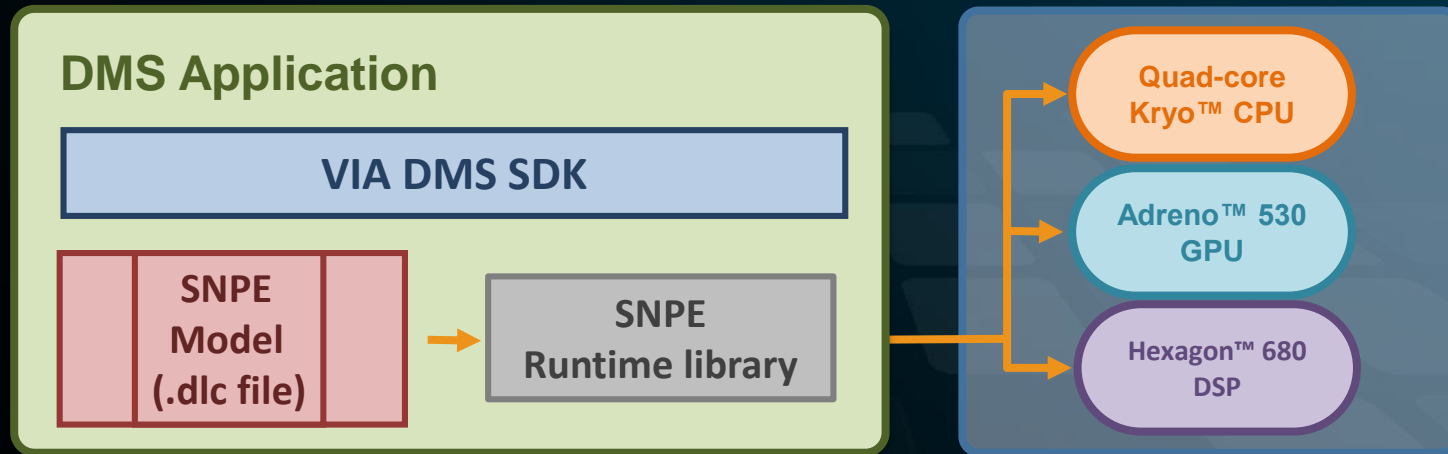 DMS Application
VIA DMS SDK
SNPE
Model
(.dlc file)
SNPE
Runtime library
Quad-core
Kryo™ CPU
Adreno™ 530
GPU
Hexagon™ 680
DSP